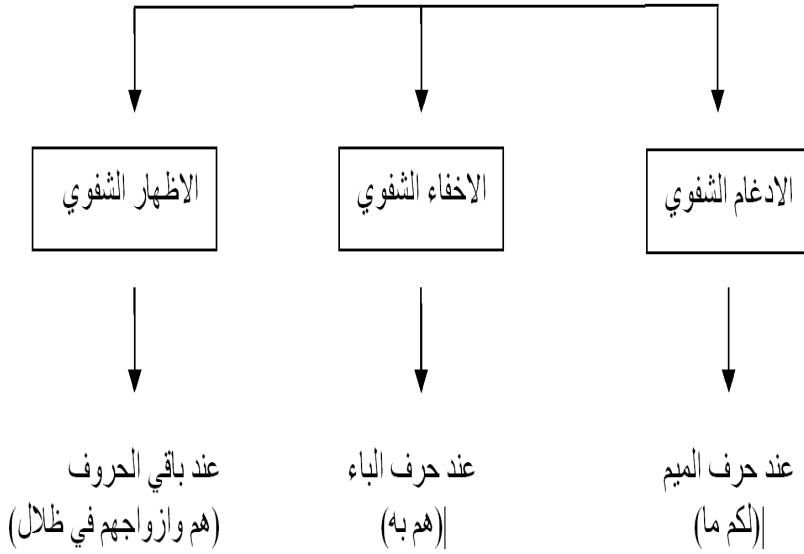 الادغام الشفوي
الاخفاء الشفوي
الاظهار الشفوي
عند حرف الميم
(لكم ما)
عند حرف الباء
(هم به)
عند باقي الحروف
(هم وازواجهم في ظلال)